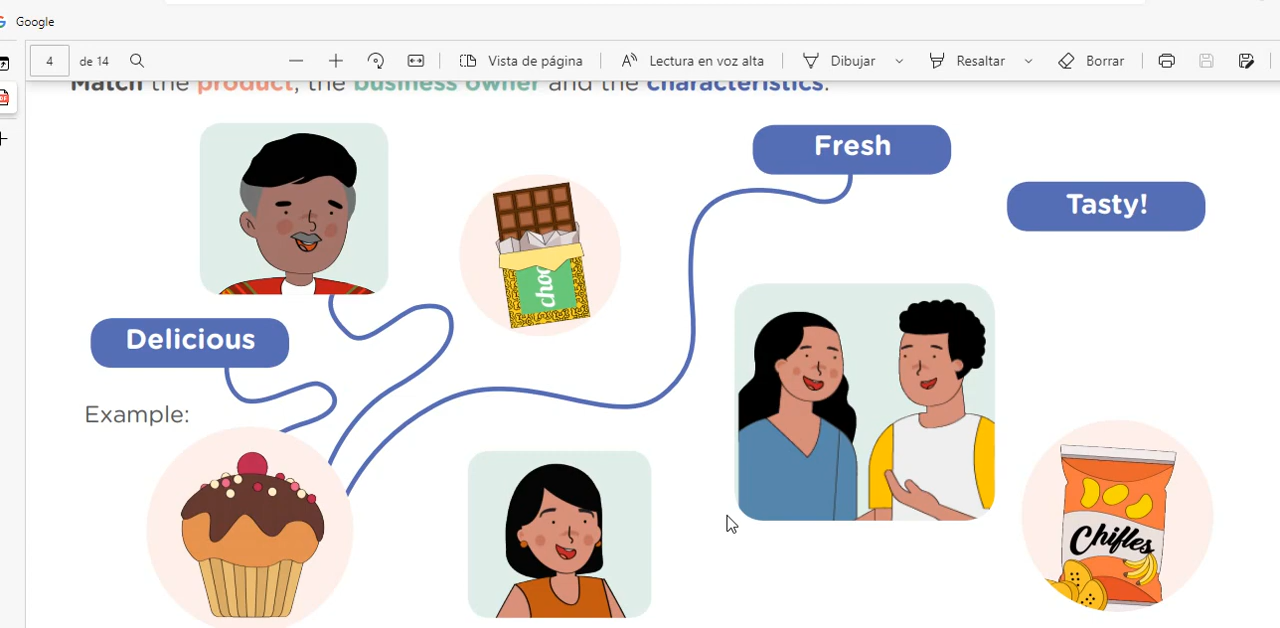 Google
4 de 14 Vista de página Lectura en voz alta Dibujar Resaltar Borrar
Match the product, the business owner and the characteristics.
Fresh
Tasty!
choc
Delicious
Example:
Chifles